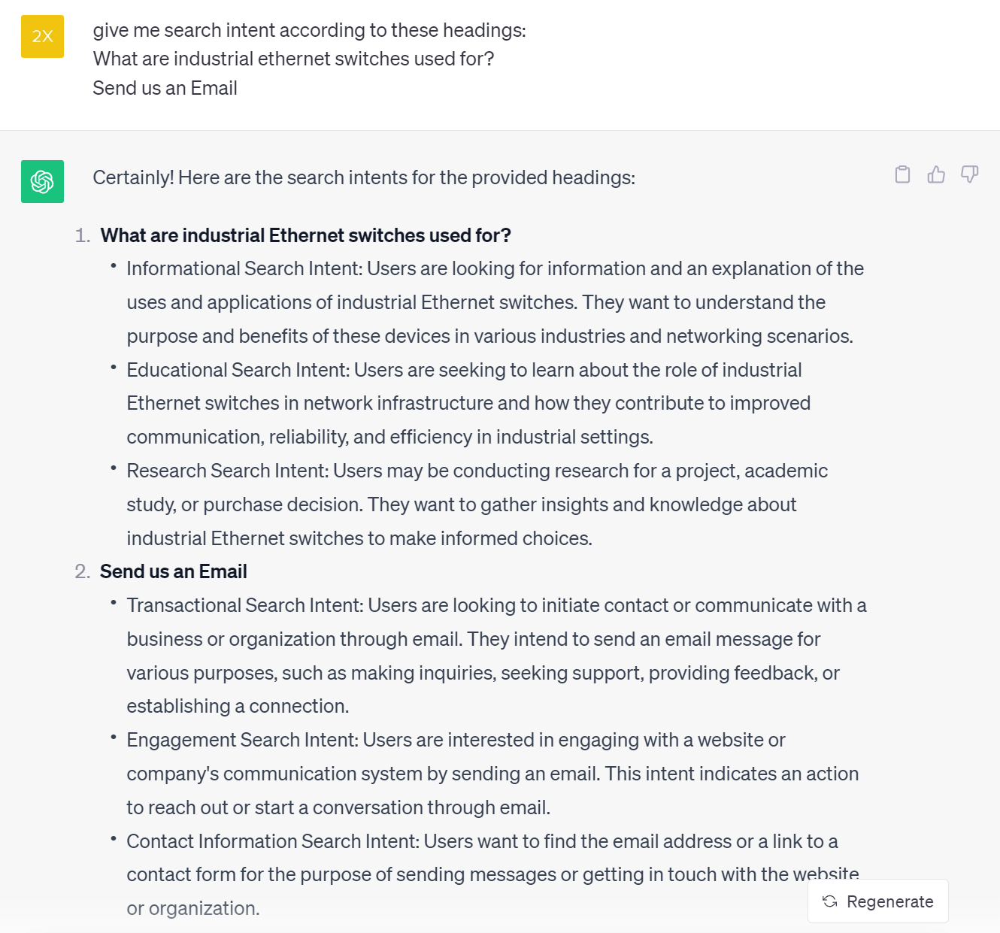 2X
give me search intent according to these headings:
What are industrial ethernet switches used for?
Send us an Email
Certainly! Here are the search intents for the provided headings:
1. What are industrial Ethernet switches used for?
• Informational Search Intent: Users are looking for information and an explanation of the
uses and applications of industrial Ethernet switches. They want to understand the
purpose and benefits of these devices in various industries and networking scenarios.
• Educational Search Intent: Users are seeking to learn about the role of industrial
Ethernet switches in network infrastructure and how they contribute to improved
communication, reliability, and efficiency in industrial settings.
• Research Search Intent: Users may be conducting research for a project, academic
study, or purchase decision. They want to gather insights and knowledge about
industrial Ethernet switches to make informed choices.
2. Send us an Email
• Transactional Search Intent: Users are looking to initiate contact or communicate with a
business or organization through email. They intend to send an email message for
various purposes, such as making inquiries, seeking support, providing feedback, or
establishing a connection.
• Engagement Search Intent: Users are interested in engaging with a website or
company's communication system by sending an email. This intent indicates an action
to reach out or start a conversation through email.
• Contact Information Search Intent: Users want to find the email address or a link to a
contact form for the purpose of sending messages or getting in touch with the website
or organization.
Regenerate